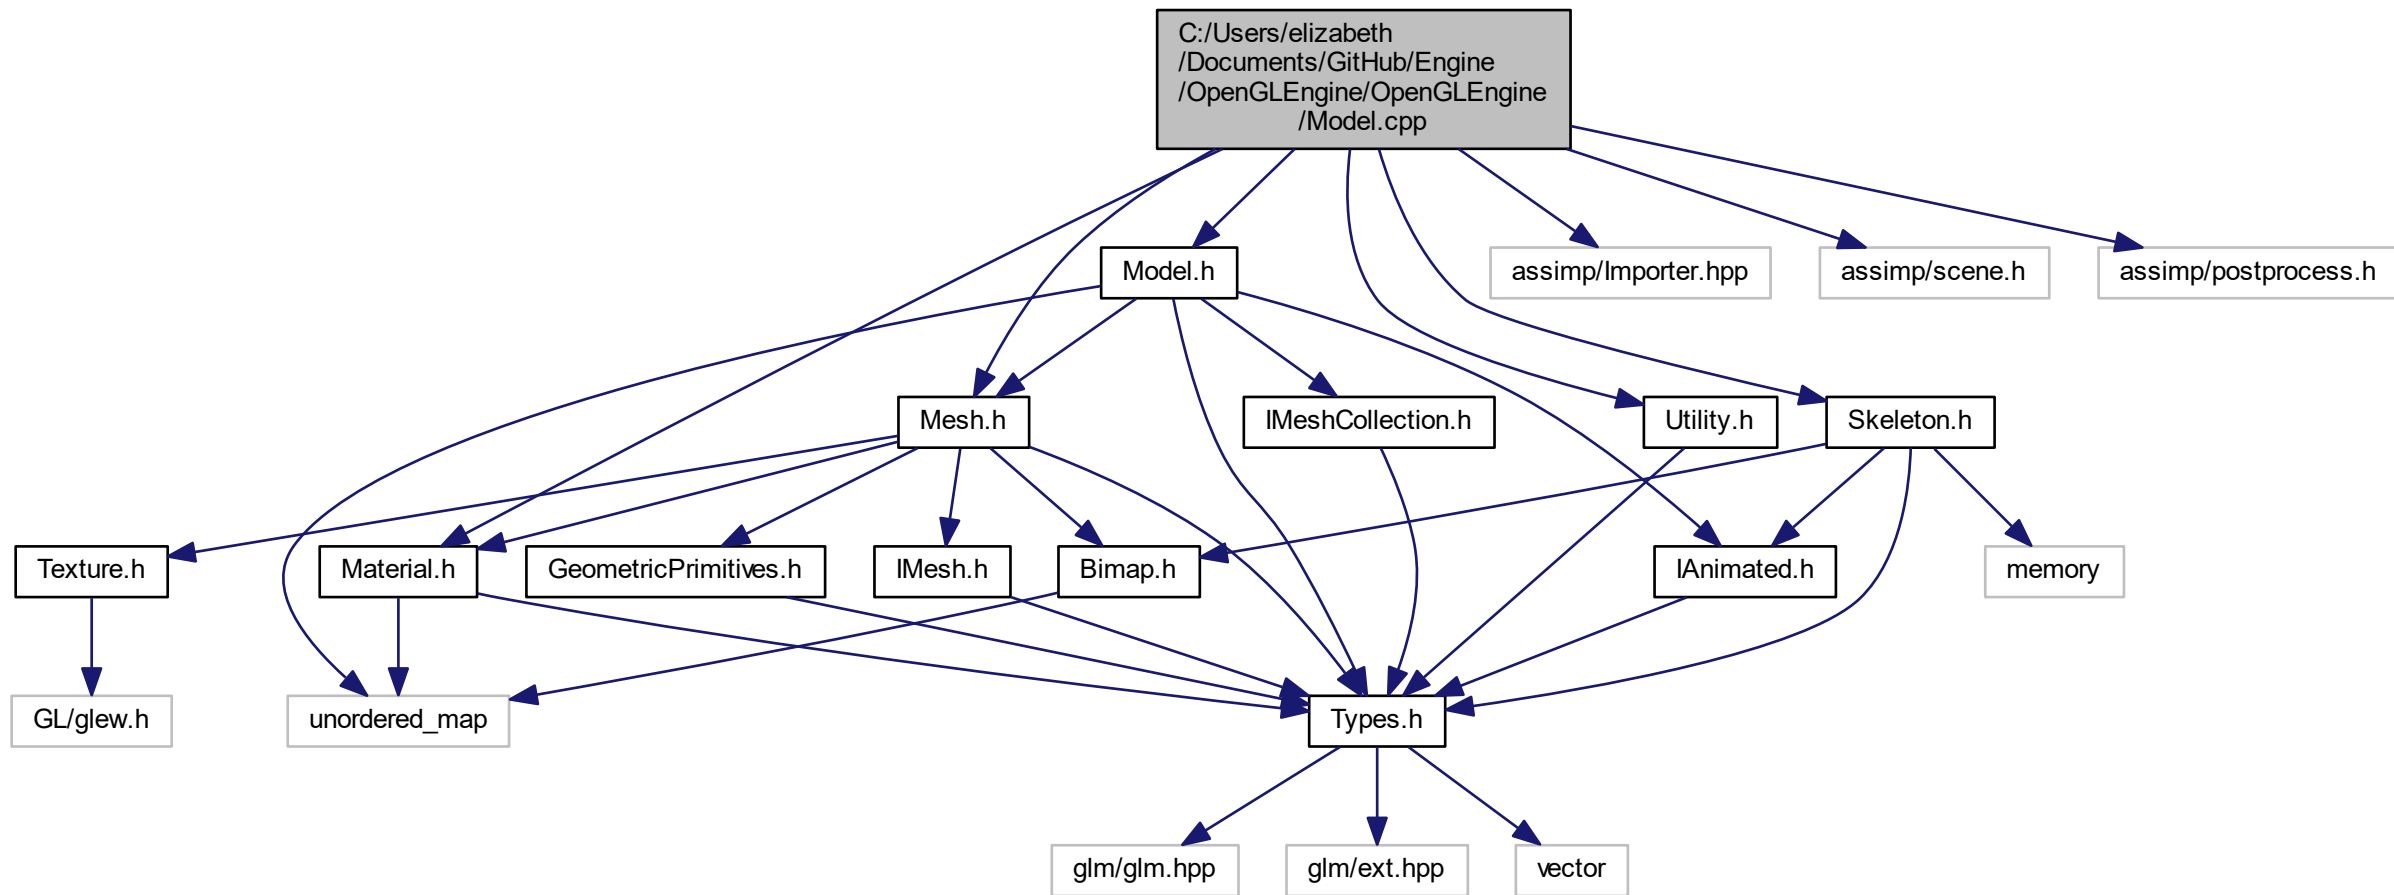 C:/Users/elizabeth
/Documents/GitHub/Engine
/OpenGLEngine/OpenGLEngine
/Model.cpp
Model.h
assimp/Importer.hpp
assimp/scene.h
assimp/postprocess.h
Mesh.h
IMeshCollection.h
Utility.h
Skeleton.h
Texture.h
Material.h
GeometricPrimitives.h
IMesh.h
Bimap.h
IAnimated.h
memory
GL/glew.h
unordered_map
Types.h
glm/glm.hpp
glm/ext.hpp
vector